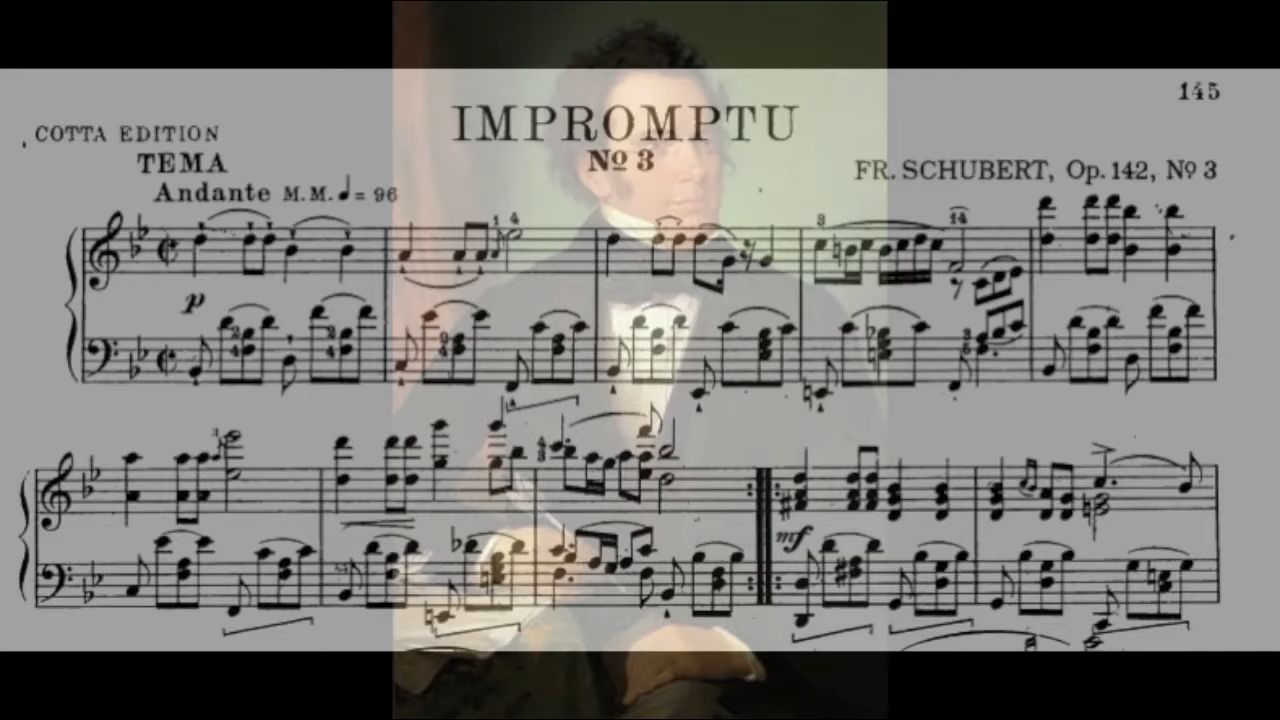 145
IMPROMPTU
COTTA EDITION
Nº 3
TEMA
FR. SCHUBERT, Op. 142, Nº 3
Andante M.M. ♩= 96
p
mf